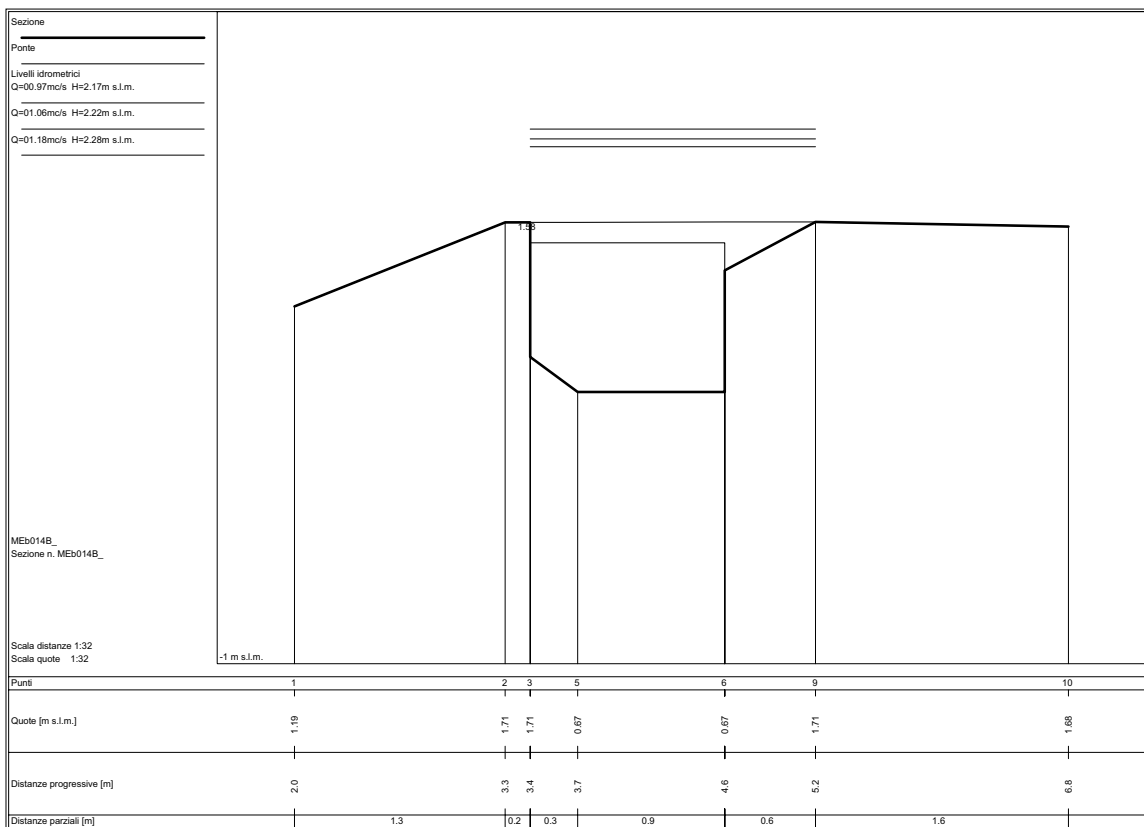 Sezione
Ponte
Livelli idrometrici
Q=00.97mc/s H=2.17m s.l.m.
Q=01.06mc/s H=2.22m s.l.m.
Q=01.18mc/s H=2.28m s.l.m.
1.58
MEb014B_
Sezione n. MEb014B_
Scala distanze 1:32
Scala quote 1:32
-1 m s.l.m.
Punti 1 2 3 5 6 9 10
Quote [m s.l.m.] 1.19 1.71 1.71 0.67 0.67 1.71 1.68
Distanze progressive [m] 2.0 3.3 3.4 3.7 4.6 5.2 6.8
Distanze parziali [m] 1.3 0.2 0.3 0.9 0.6 1.6